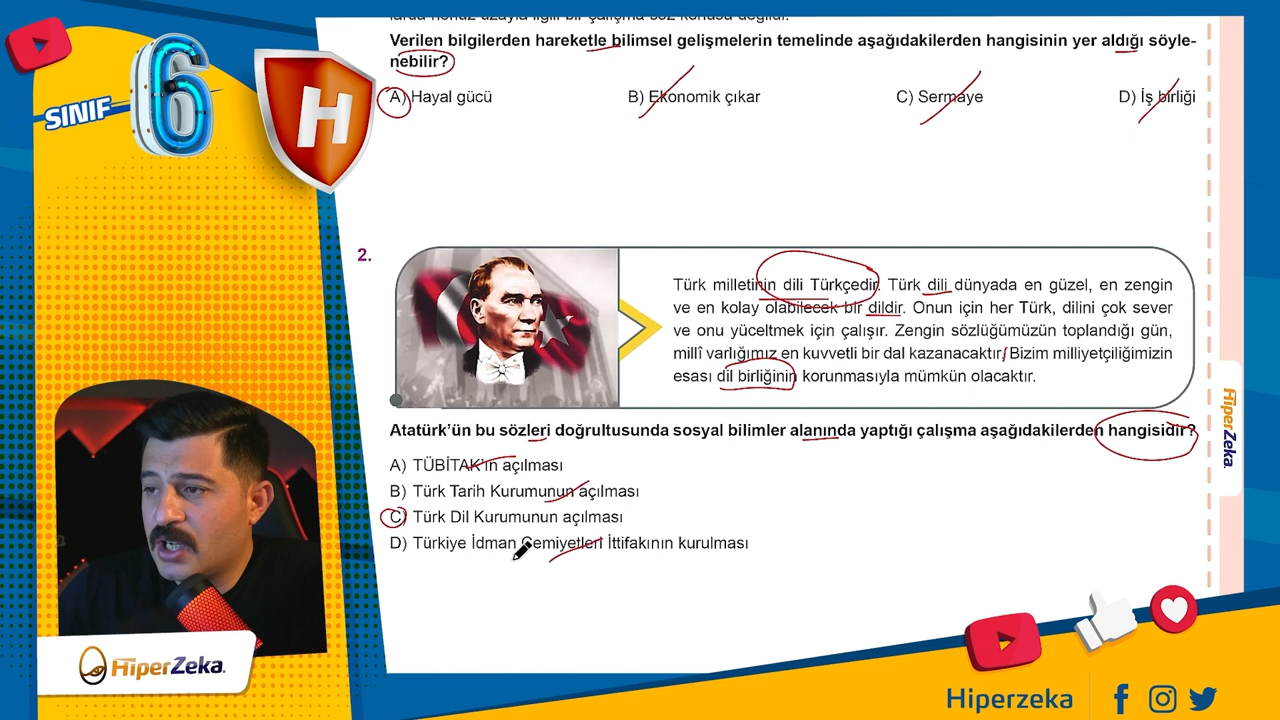 Verilen bilgilerden hareketle bilimsel gelişmelerin temelinde aşağıdakilerden hangisinin yer aldığı söyle-
nebilir?
A) Hayal gücü B) Ekonomik çıkar C) Sermaye D) İş birliği
SINIF 6
H
2.
Türk milletinin dili Türkçedir. Türk dili dünyada en güzel, en zengin
ve en kolay olabilecek bir dildir. Onun için her Türk, dilini çok sever
ve onu yüceltmek için çalışır. Zengin sözlüğümüzün toplandığı gün,
millî varlığımız en kuvvetli bir dal kazanacaktır. Bizim milliyetçiliğimizin
esası dil birliğinin korunmasıyla mümkün olacaktır.
Atatürk'ün bu sözleri doğrultusunda sosyal bilimler alanında yaptığı çalışma aşağıdakilerden hangisidir?
A) TÜBİTAK'ın açılması
B) Türk Tarih Kurumunun açılması
C) Türk Dil Kurumunun açılması
D) Türkiye İdman Cemiyetleri İttifakının kurulması
HiperZeka.
HiperZeka.
Hiperzeka